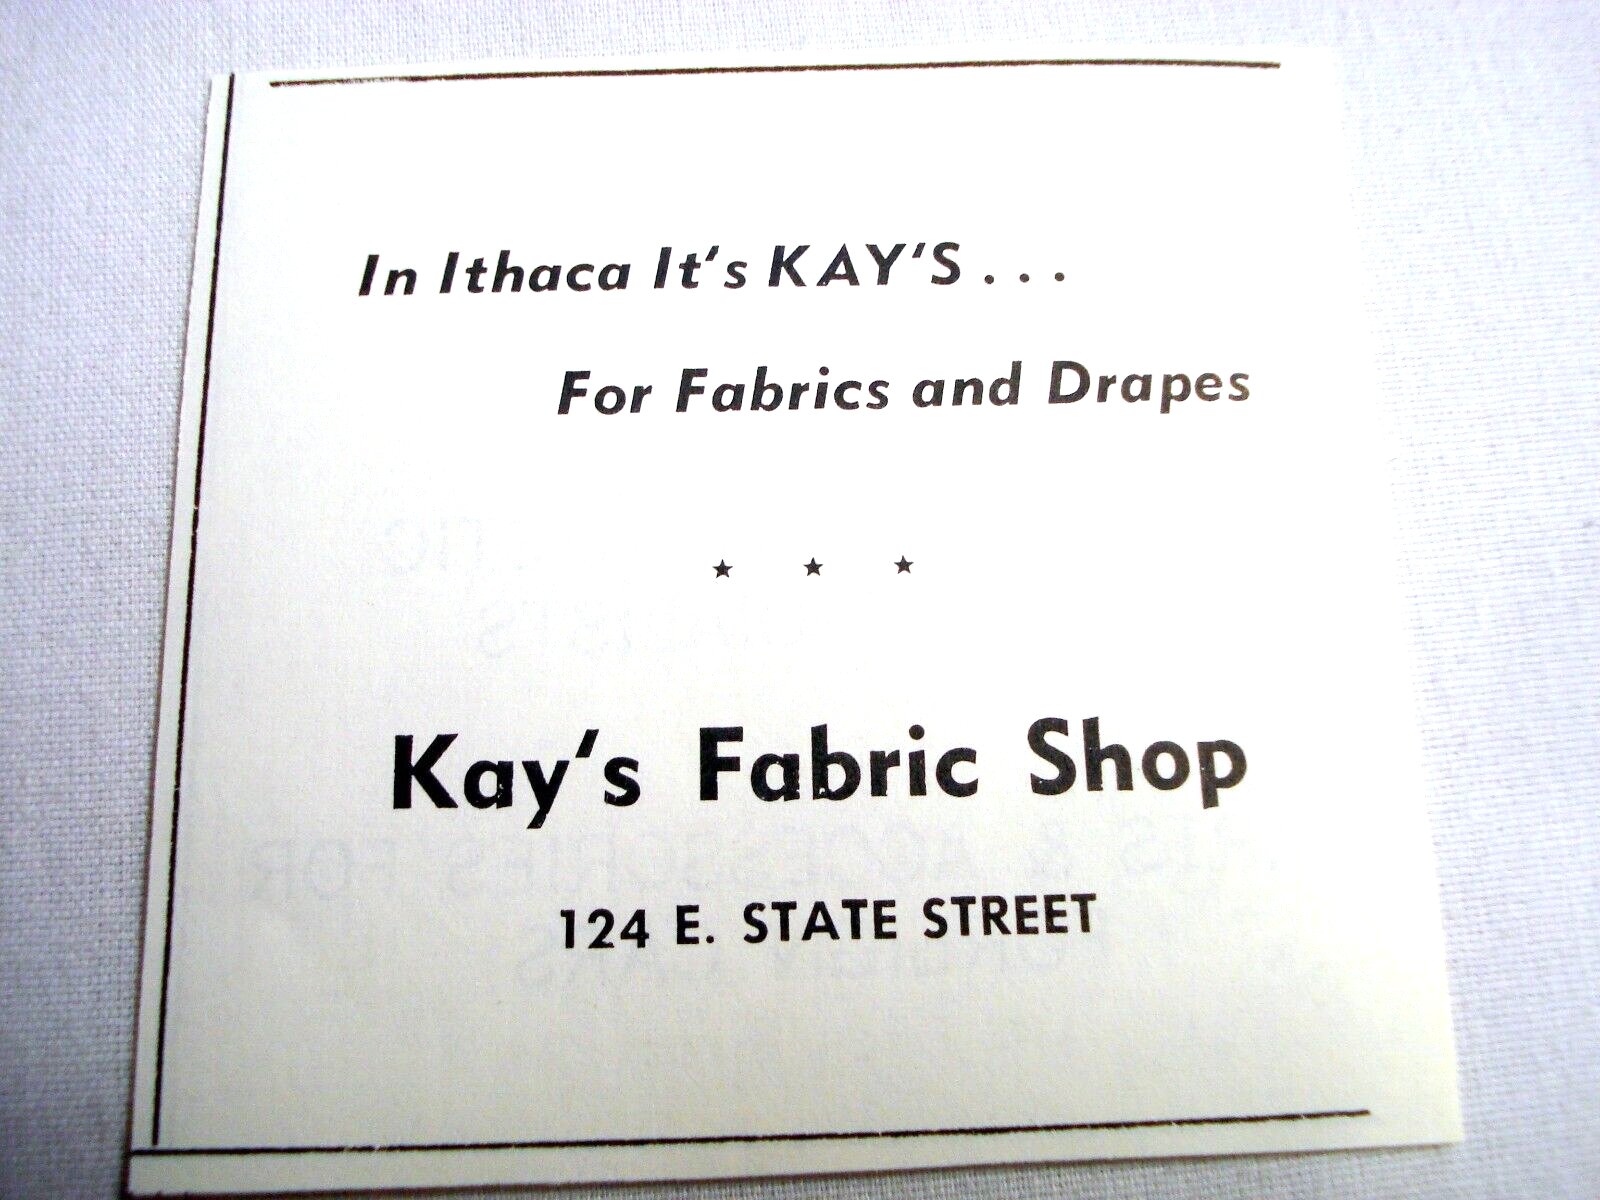 In Ithaca It's KAY'S . . .
For Fabrics and Drapes
Kay's Fabric Shop
124 E. STATE STREET